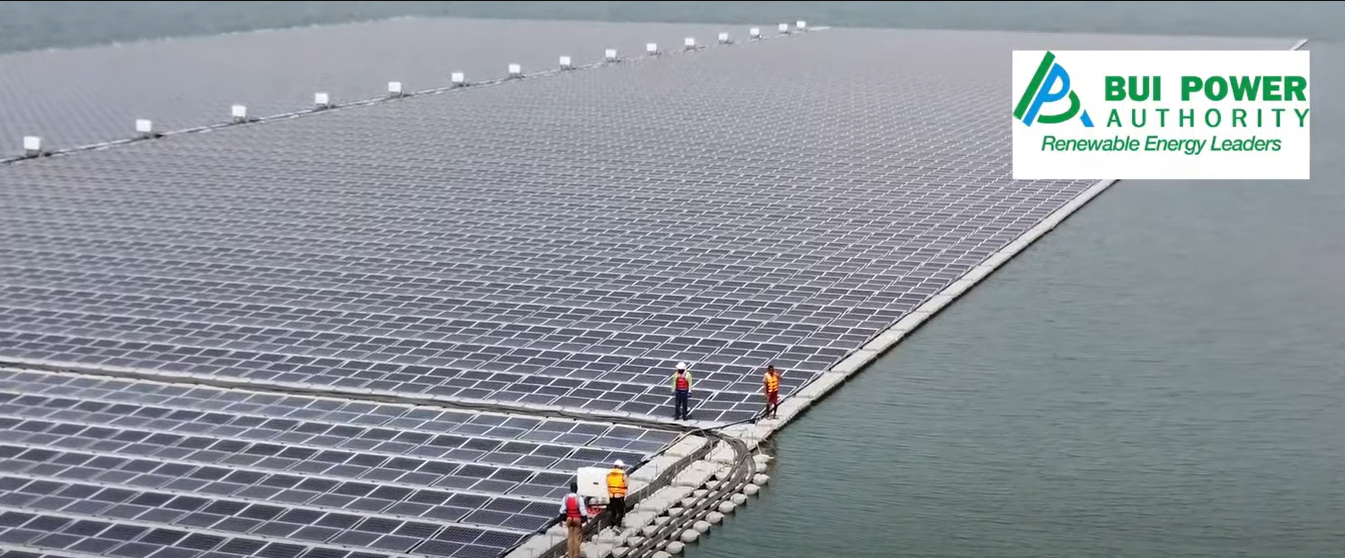 BUI POWER
AUTHORITY
Renewable Energy Leaders